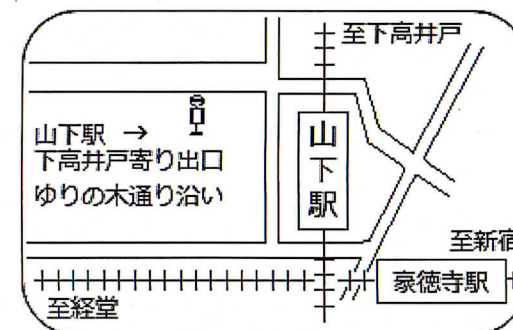 至下高井戸
山下駅 →
下高井戸寄り出口
ゆりの木通り沿い
山下駅
至新宿
豪徳寺駅
至経堂